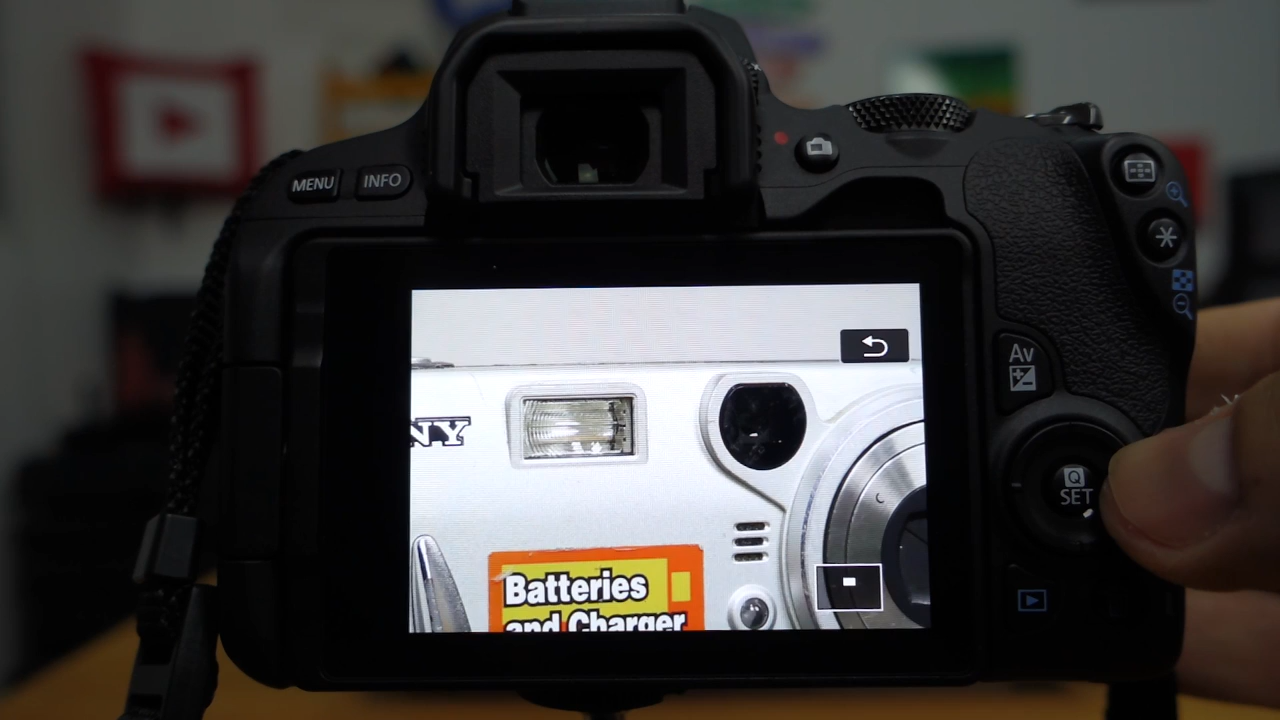 MENU
INFO
Av
NY
Q
SET
Batteries
and Charger